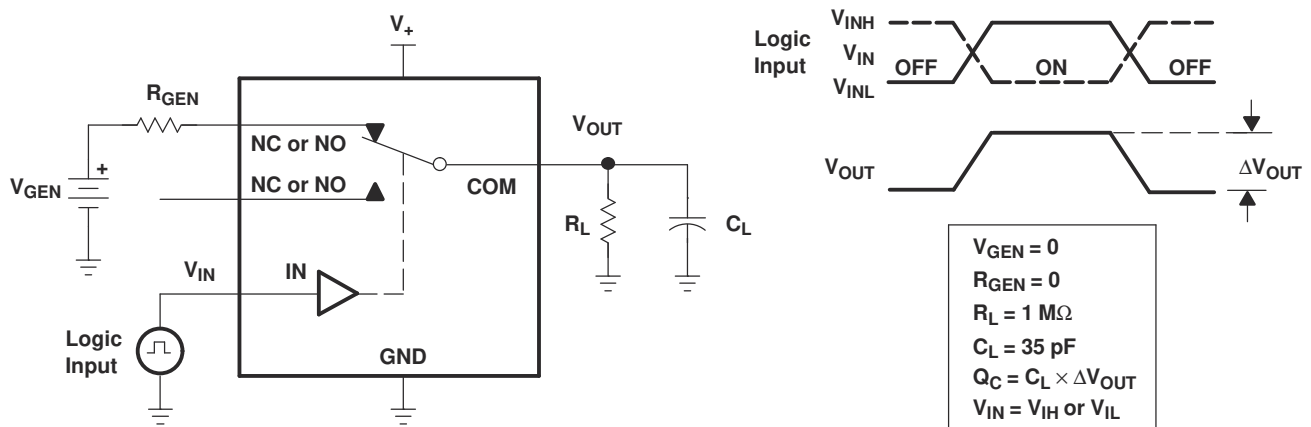 V+
RGEN
NC or NO
VOUT
VGEN
+
NC or NO
COM
RL
CL
VIN
IN
Logic
Input
GND
Logic
Input
VINH
VIN
VINL
OFF
ON
OFF
VOUT
ΔVOUT
VGEN = 0
RGEN = 0
RL = 1 MΩ
CL = 35 pF
QC = CL × ΔVOUT
VIN = VIH or VIL